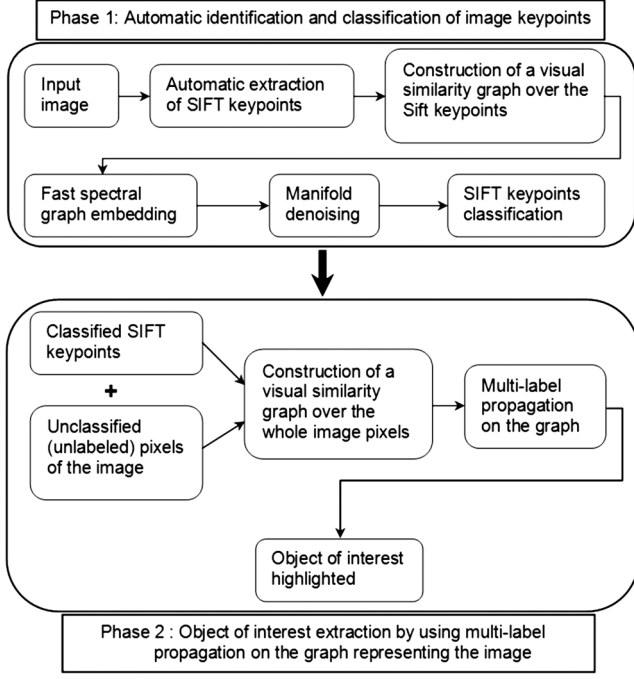 Phase 1: Automatic identification and classification of image keypoints
Input
image
Automatic extraction
of SIFT keypoints
Construction of a visual
similarity graph over the
Sift keypoints
Fast spectral
graph embedding
Manifold
denoising
SIFT keypoints
classification
Classified SIFT
keypoints
+
Unclassified
(unlabeled) pixels
of the image
Construction of a
visual similarity
graph over the
whole image pixels
Multi-label
propagation
on the graph
Object of interest
highlighted
Phase 2 : Object of interest extraction by using multi-label
propagation on the graph representing the image